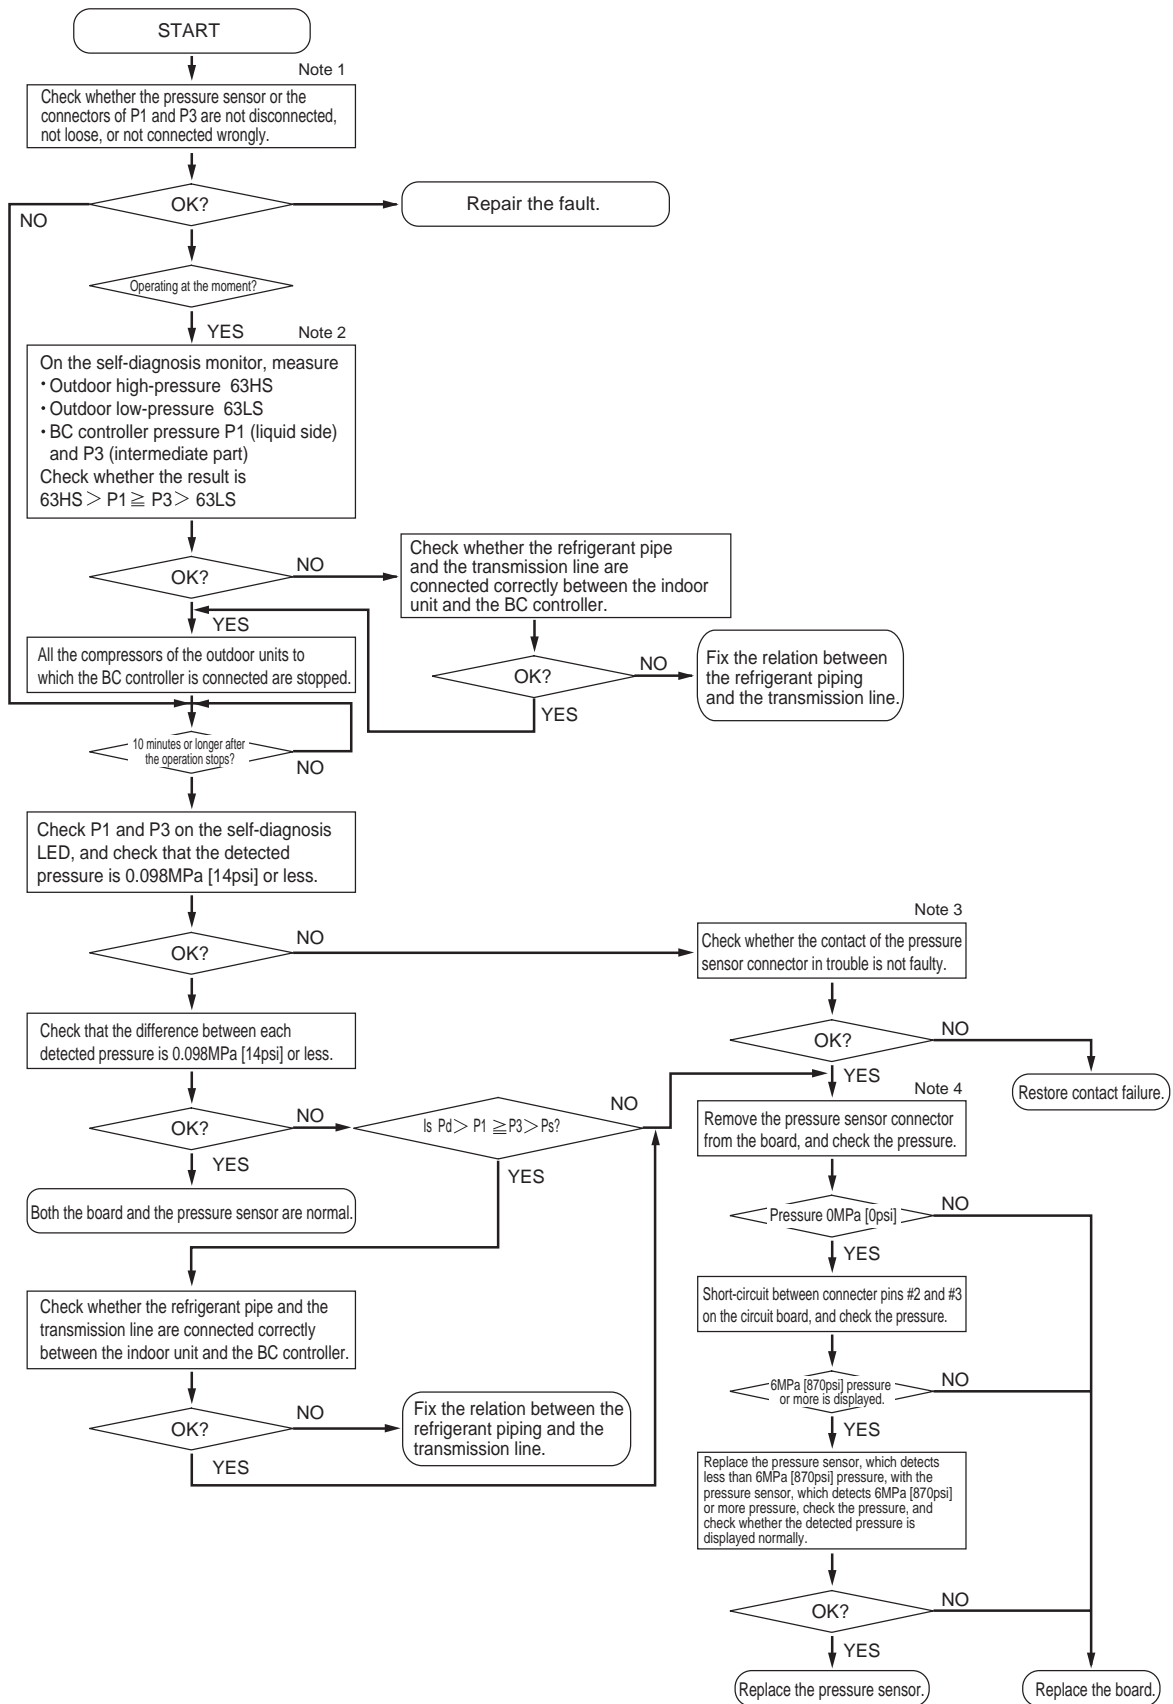 START
Note 1
Check whether the pressure sensor or the
connectors of P1 and P3 are not disconnected,
not loose, or not connected wrongly.
OK?
Repair the fault.
NO
Operating at the moment?
YES
Note 2
On the self-diagnosis monitor, measure
・Outdoor high-pressure 63HS
・Outdoor low-pressure 63LS
・BC controller pressure P1 (liquid side)
and P3 (intermediate part)
Check whether the result is
63HS＞P1≧P3＞63LS
OK?
NO
Check whether the refrigerant pipe
and the transmission line are
connected correctly between the indoor
unit and the BC controller.
YES
All the compressors of the outdoor units to
which the BC controller is connected are stopped.
OK?
NO
Fix the relation between
the refrigerant piping
and the transmission line.
YES
10 minutes or longer after
the operation stops?
NO
Check P1 and P3 on the self-diagnosis
LED, and check that the detected
pressure is 0.098MPa [14psi] or less.
OK?
NO
Note 3
Check whether the contact of the pressure
sensor connector in trouble is not faulty.
Check that the difference between each
detected pressure is 0.098MPa [14psi] or less.
OK?
NO
YES
Restore contact failure.
Note 4
OK?
NO
YES
Is Pd＞P1≧P3＞Ps?
NO
YES
Remove the pressure sensor connector
from the board, and check the pressure.
Both the board and the pressure sensor are normal.
Pressure 0MPa [0psi]
NO
YES
Check whether the refrigerant pipe and the
transmission line are connected correctly
between the indoor unit and the BC controller.
Short-circuit between connecter pins #2 and #3
on the circuit board, and check the pressure.
6MPa [870psi] pressure
or more is displayed.
NO
YES
OK?
NO
YES
Fix the relation between the
refrigerant piping and the
transmission line.
Replace the pressure sensor, which detects
less than 6MPa [870psi] pressure, with the
pressure sensor, which detects 6MPa [870psi]
or more pressure, check the pressure, and
check whether the detected pressure is
displayed normally.
OK?
NO
YES
Replace the pressure sensor.
Replace the board.